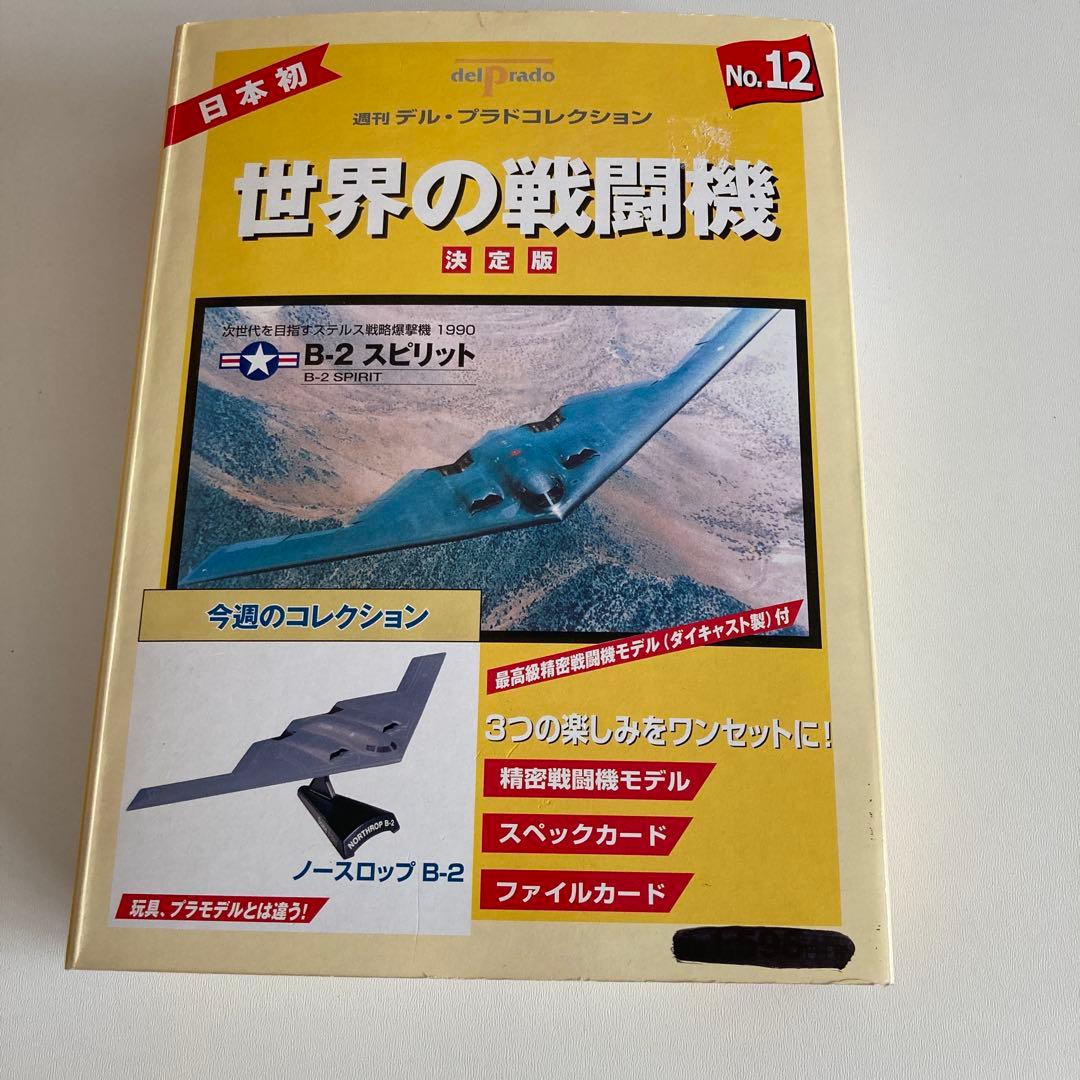 日本初
delPrado
No.12
週刊 デル・プラドコレクション
世界の戦闘機
決定版
次世代を目指すステルス戦略爆撃機 1990
B-2 スピリット
B-2 SPIRIT
今週のコレクション
最高級精密戦闘機モデル(ダイキャスト製)付
3つの楽しみをワンセットに!
精密戦闘機モデル
スペックカード
ファイルカード
NORTHROP B-2
ノースロップ B-2
玩具、プラモデルとは違う!